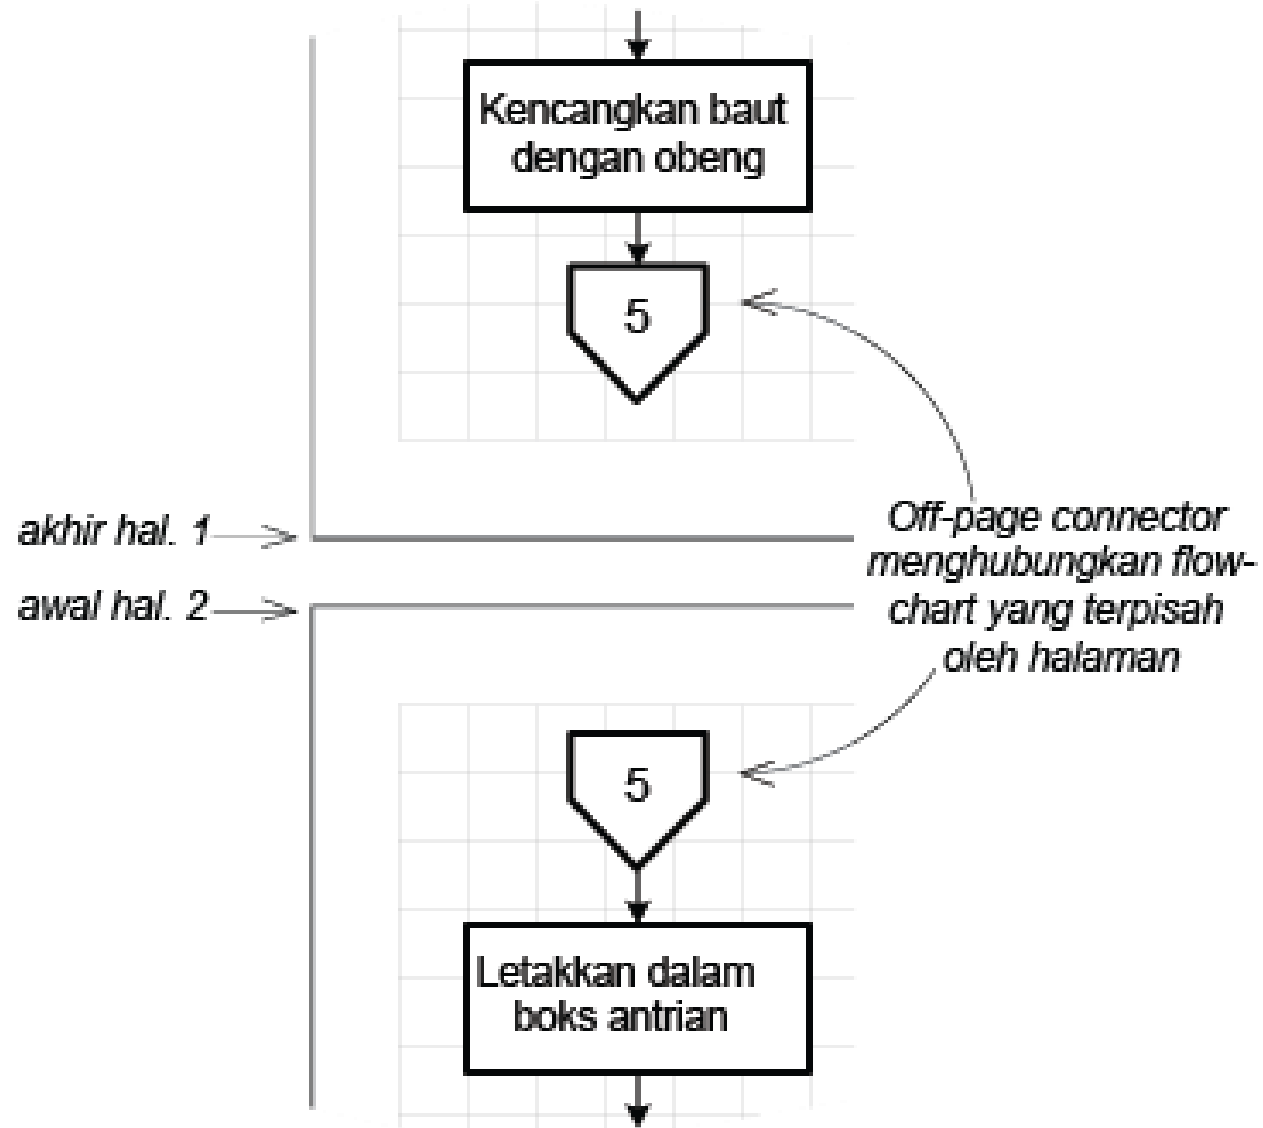 Kencangkan baut
dengan obeng
5
akhir hal. 1
awal hal. 2
Off-page connector
menghubungkan flow-
chart yang terpisah
oleh halaman
5
Letakkan dalam
boks antrian